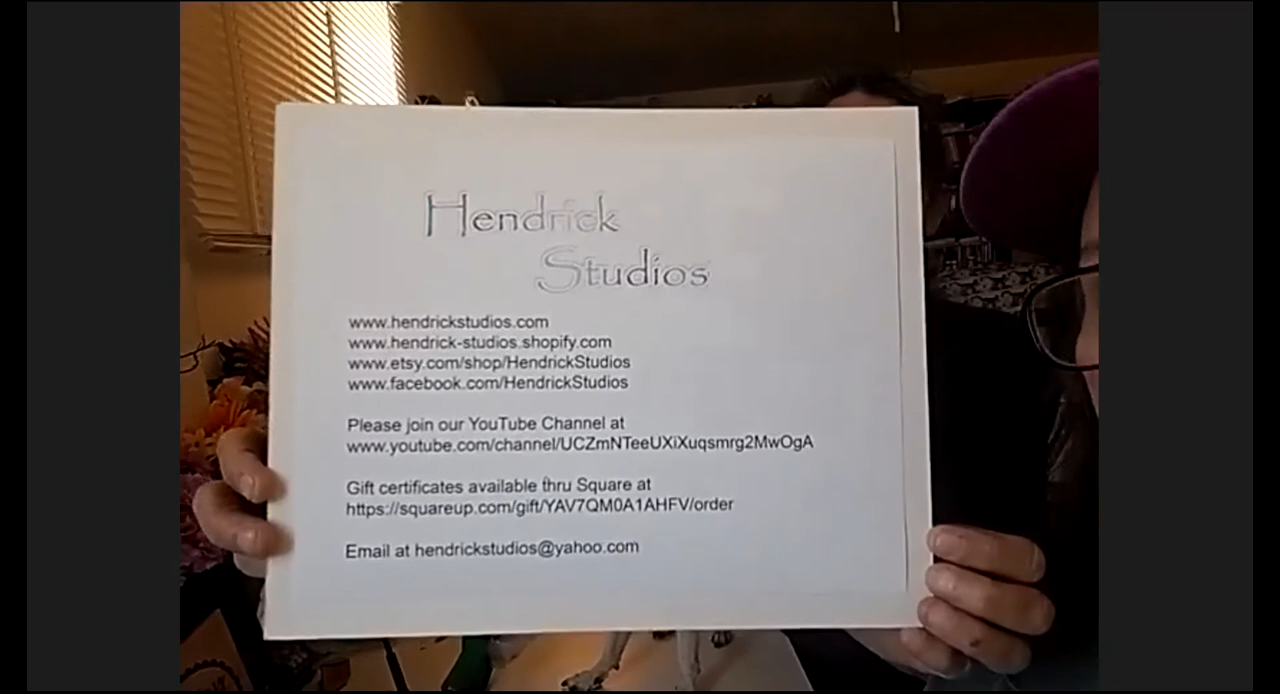 Hendrick
Studios
www.hendrickstudios.com
www.hendrick-studios.shopify.com
www.etsy.com/shop/HendrickStudios
www.facebook.com/HendrickStudios
Please join our YouTube Channel at
www.youtube.com/channel/UCZmNTeeUXiXuqsmrg2MwOgA
Gift certificates available thru Square at
https://squareup.com/gift/YAV7QM0A1AHFV/order
Email at hendrickstudios@yahoo.com